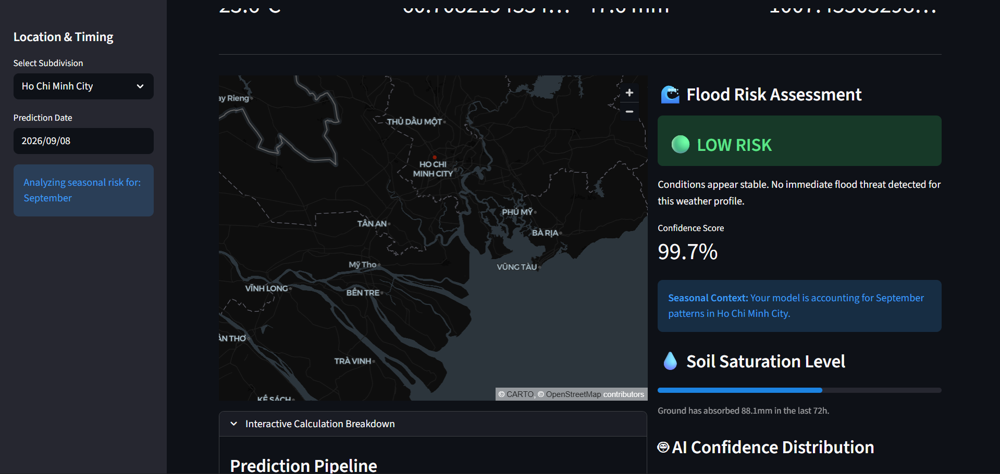 Location & Timing
Select Subdivision
Ho Chi Minh City
Prediction Date
2026/09/08
Analyzing seasonal risk for:
September
ay Rieng
THỦ DẦU MỘT
HO CHI
MINH CITY
PHÚ MỸ
TÂN AN
BÀ RỊA
Mỹ Tho
VŨNG TÀU
VĨNH LONG
BẾN TRE
ẦN THƠ
TRÀ VINH
KẾ SÁCH
© CARTO, © OpenStreetMap contributors
Interactive Calculation Breakdown
Prediction Pipeline
Flood Risk Assessment
LOW RISK
Conditions appear stable. No immediate flood threat detected for
this weather profile.
Confidence Score
99.7%
Seasonal Context: Your model is accounting for September
patterns in Ho Chi Minh City.
Soil Saturation Level
Ground has absorbed 88.1mm in the last 72h.
AI Confidence Distribution